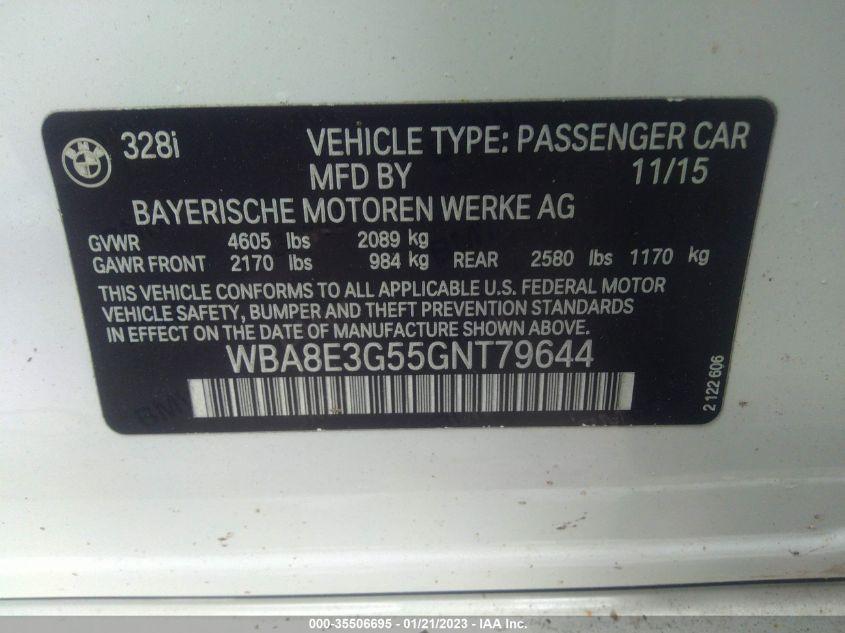 328i VEHICLE TYPE: PASSENGER CAR
MFD BY 11/15
BAYERISCHE MOTOREN WERKE AG
GVWR 4605 lbs 2089 kg
GAWR FRONT 2170 lbs 984 kg REAR 2580 lbs 1170 kg
THIS VEHICLE CONFORMS TO ALL APPLICABLE U.S. FEDERAL MOTOR
VEHICLE SAFETY, BUMPER AND THEFT PREVENTION STANDARDS
IN EFFECT ON THE DATE OF MANUFACTURE SHOWN ABOVE.
WBA8E3G55GNT79644
2 122 606
000-35506695 - 01/21/2023 - © IAA Inc.